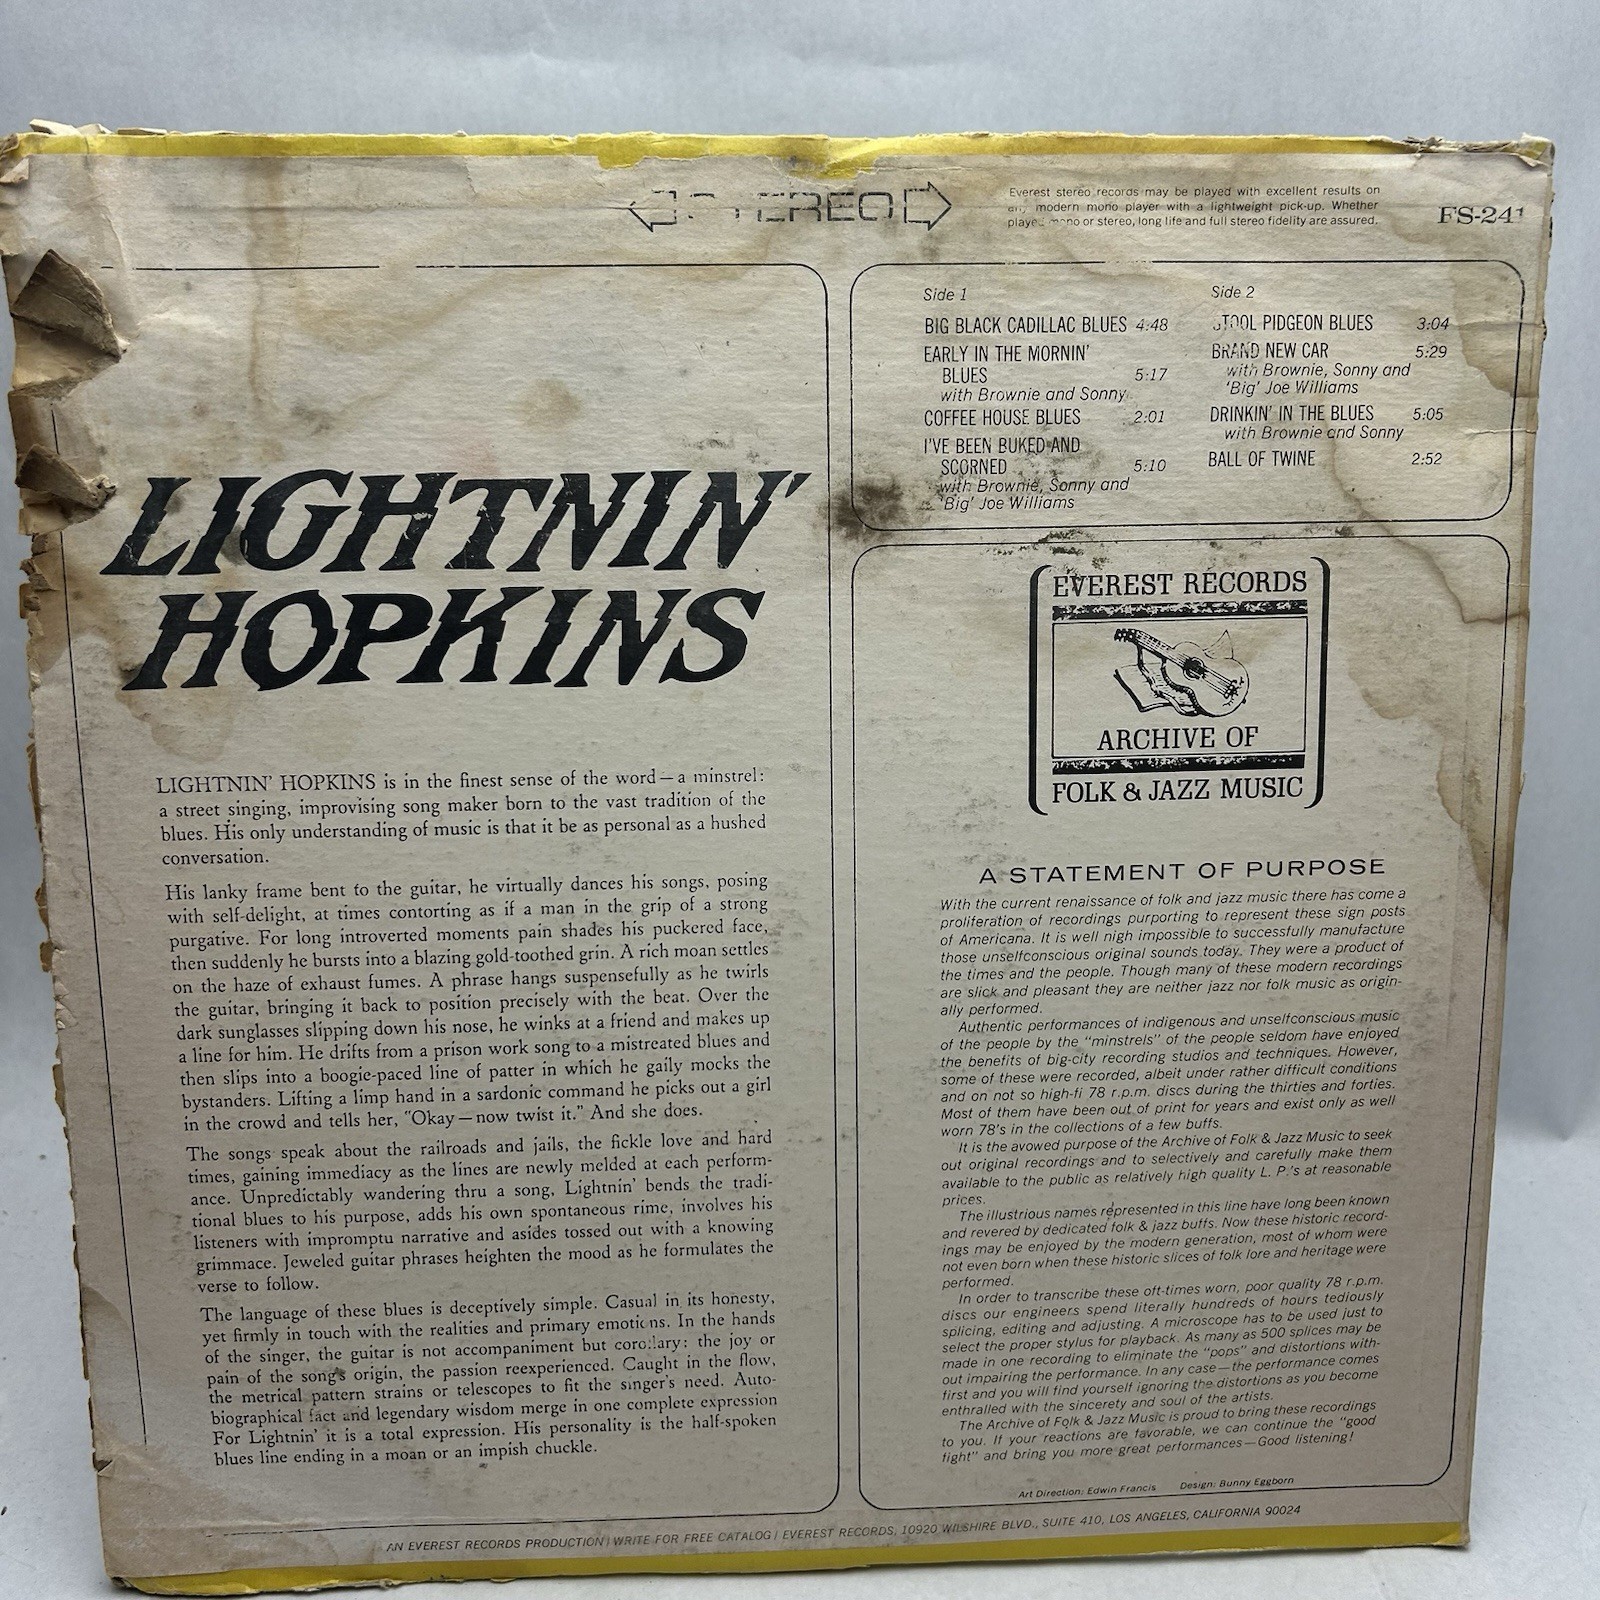 STEREO
Everest stereo records may be played with excellent results on
any modern mono player with a lightweight pick-up. Whether
played mono or stereo, long life and full stereo fidelity are assured.
FS-241
Side 1
BIG BLACK CADILLAC BLUES 4:48
EARLY IN THE MORNIN'
BLUES 5:17
with Brownie and Sonny
COFFEE HOUSE BLUES 2:01
I'VE BEEN BUKED AND
SCORNED 5:10
with Brownie, Sonny and
'Big' Joe Williams
Side 2
STOOL PIDGEON BLUES 3:04
BRAND NEW CAR 5:29
with Brownie, Sonny and
'Big' Joe Williams
DRINKIN' IN THE BLUES 5:05
with Brownie and Sonny
BALL OF TWINE 2:52
LIGHTNIN'
HOPKINS
LIGHTNIN' HOPKINS is in the finest sense of the word—a minstrel:
a street singing, improvising song maker born to the vast tradition of the
blues. His only understanding of music is that it be as personal as a hushed
conversation.
His lanky frame bent to the guitar, he virtually dances his songs, posing
with self-delight, at times contorting as if a man in the grip of a strong
purgative. For long introverted moments pain shades his puckered face,
then suddenly he bursts into a blazing gold-toothed grin. A rich moan settles
on the haze of exhaust fumes. A phrase hangs suspensefully as he twirls
the guitar, bringing it back to position precisely with the beat. Over the
dark sunglasses slipping down his nose, he winks at a friend and makes up
a line for him. He drifts from a prison work song to a mistreated blues and
then slips into a boogie-paced line of patter in which he gaily mocks the
bystanders. Lifting a limp hand in a sardonic command he picks out a girl
in the crowd and tells her, "Okay—now twist it." And she does.
The songs speak about the railroads and jails, the fickle love and hard
times, gaining immediacy as the lines are newly melded at each perform-
ance. Unpredictably wandering thru a song, Lightnin' bends the tradi-
tional blues to his purpose, adds his own spontaneous rime, involves his
listeners with impromptu narrative and asides tossed out with a knowing
grimmace. Jeweled guitar phrases heighten the mood as he formulates the
verse to follow.
The language of these blues is deceptively simple. Casual in its honesty,
yet firmly in touch with the realities and primary emotions. In the hands
of the singer, the guitar is not accompaniment but corollary: the joy or
pain of the song's origin, the passion reexperienced. Caught in the flow,
the metrical pattern strains or telescopes to fit the singer's need. Auto-
biographical fact and legendary wisdom merge in one complete expression
For Lightnin' it is a total expression. His personality is the half-spoken
blues line ending in a moan or an impish chuckle.
EVEREST RECORDS
ARCHIVE OF
FOLK & JAZZ MUSIC
A STATEMENT OF PURPOSE
With the current renaissance of folk and jazz music there has come a
proliferation of recordings purporting to represent these sign posts
of Americana. It is well nigh impossible to successfully manufacture
those unselfconscious original sounds today. They were a product of
the times and the people. Though many of these modern recordings
are slick and pleasant they are neither jazz nor folk music as origin-
ally performed.
Authentic performances of indigenous and unselfconscious music
of the people by the "minstrels" of the people seldom have enjoyed
the benefits of big-city recording studios and techniques. However,
some of these were recorded, albeit under rather difficult conditions
and on not so high-fi 78 r.p.m. discs during the thirties and forties.
Most of them have been out of print for years and exist only as well
worn 78's in the collections of a few buffs.
It is the avowed purpose of the Archive of Folk & Jazz Music to seek
out original recordings and to selectively and carefully make them
available to the public as relatively high quality L. P.'s at reasonable
prices.
The illustrious names represented in this line have long been known
and revered by dedicated folk & jazz buffs. Now these historic record-
ings may be enjoyed by the modern generation, most of whom were
not even born when these historic slices of folk lore and heritage were
performed.
In order to transcribe these oft-times worn, poor quality 78 r.p.m.
discs our engineers spend literally hundreds of hours tediously
splicing, editing and adjusting. A microscope has to be used just to
select the proper stylus for playback. As many as 500 splices may be
made in one recording to eliminate the "pops" and distortions with-
out impairing the performance. In any case—the performance comes
first and you will find yourself ignoring the distortions as you become
enthralled with the sincerety and soul of the artists.
The Archive of Folk & Jazz Music is proud to bring these recordings
to you. If your reactions are favorable, we can continue the "good
fight" and bring you more great performances—Good listening!
Art Direction: Edwin Francis Design: Bunny Eggborn
AN EVEREST RECORDS PRODUCTION / WRITE FOR FREE CATALOG / EVEREST RECORDS, 10920 WILSHIRE BLVD., SUITE 410, LOS ANGELES, CALIFORNIA 90024